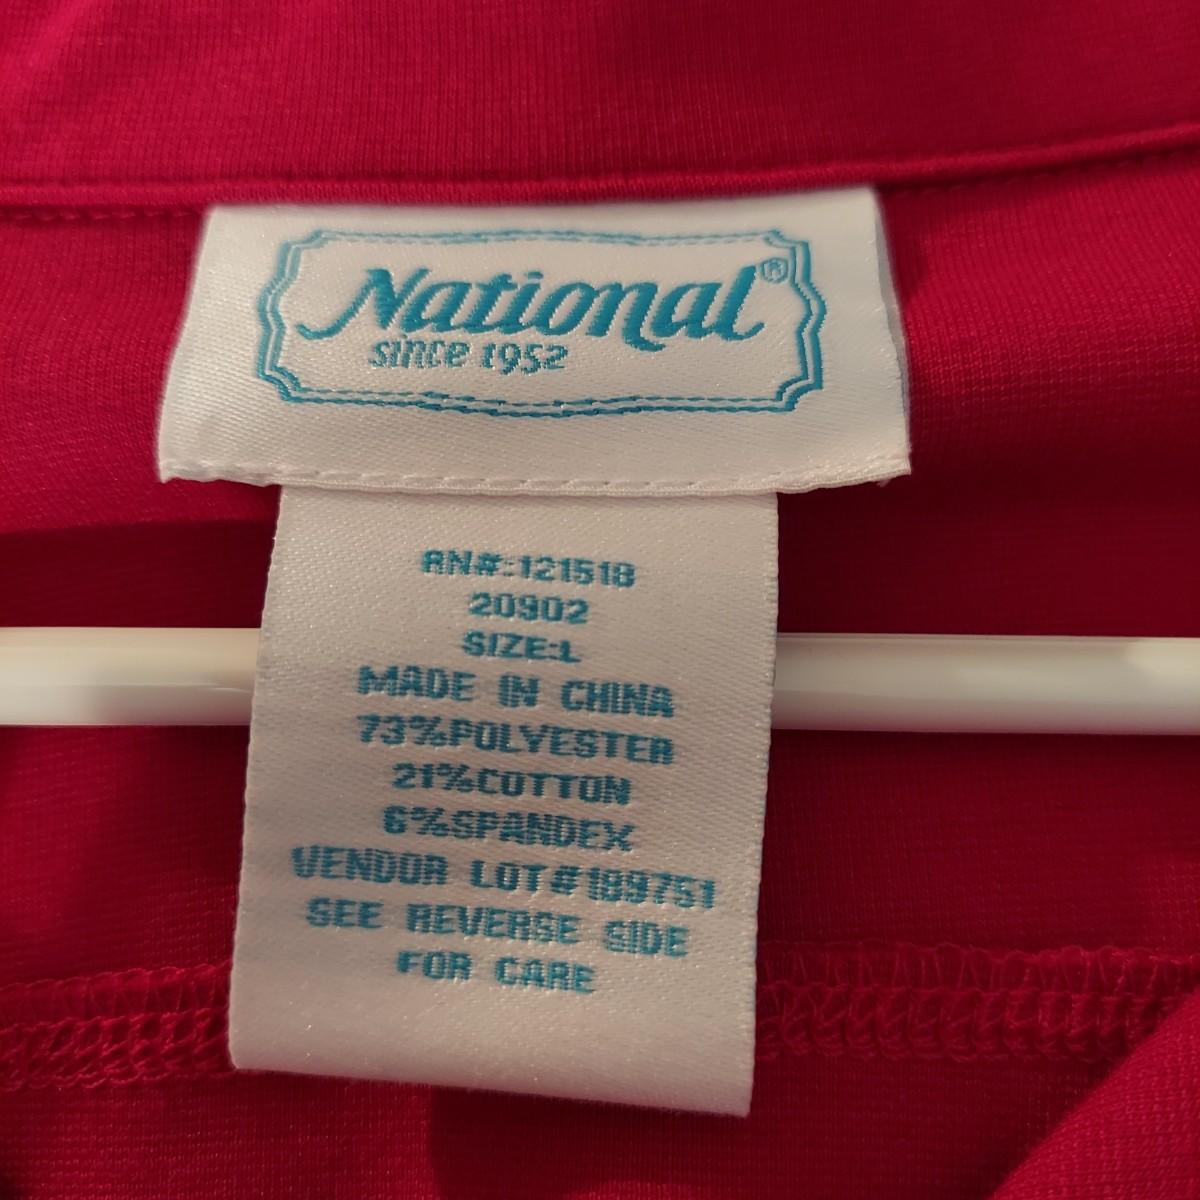 National®
since 1952
RN#:121518
20902
SIZE:L
MADE IN CHINA
73%POLYESTER
21%COTTON
6%SPANDEX
VENDOR LOT#189751
SEE REVERSE SIDE
FOR CARE